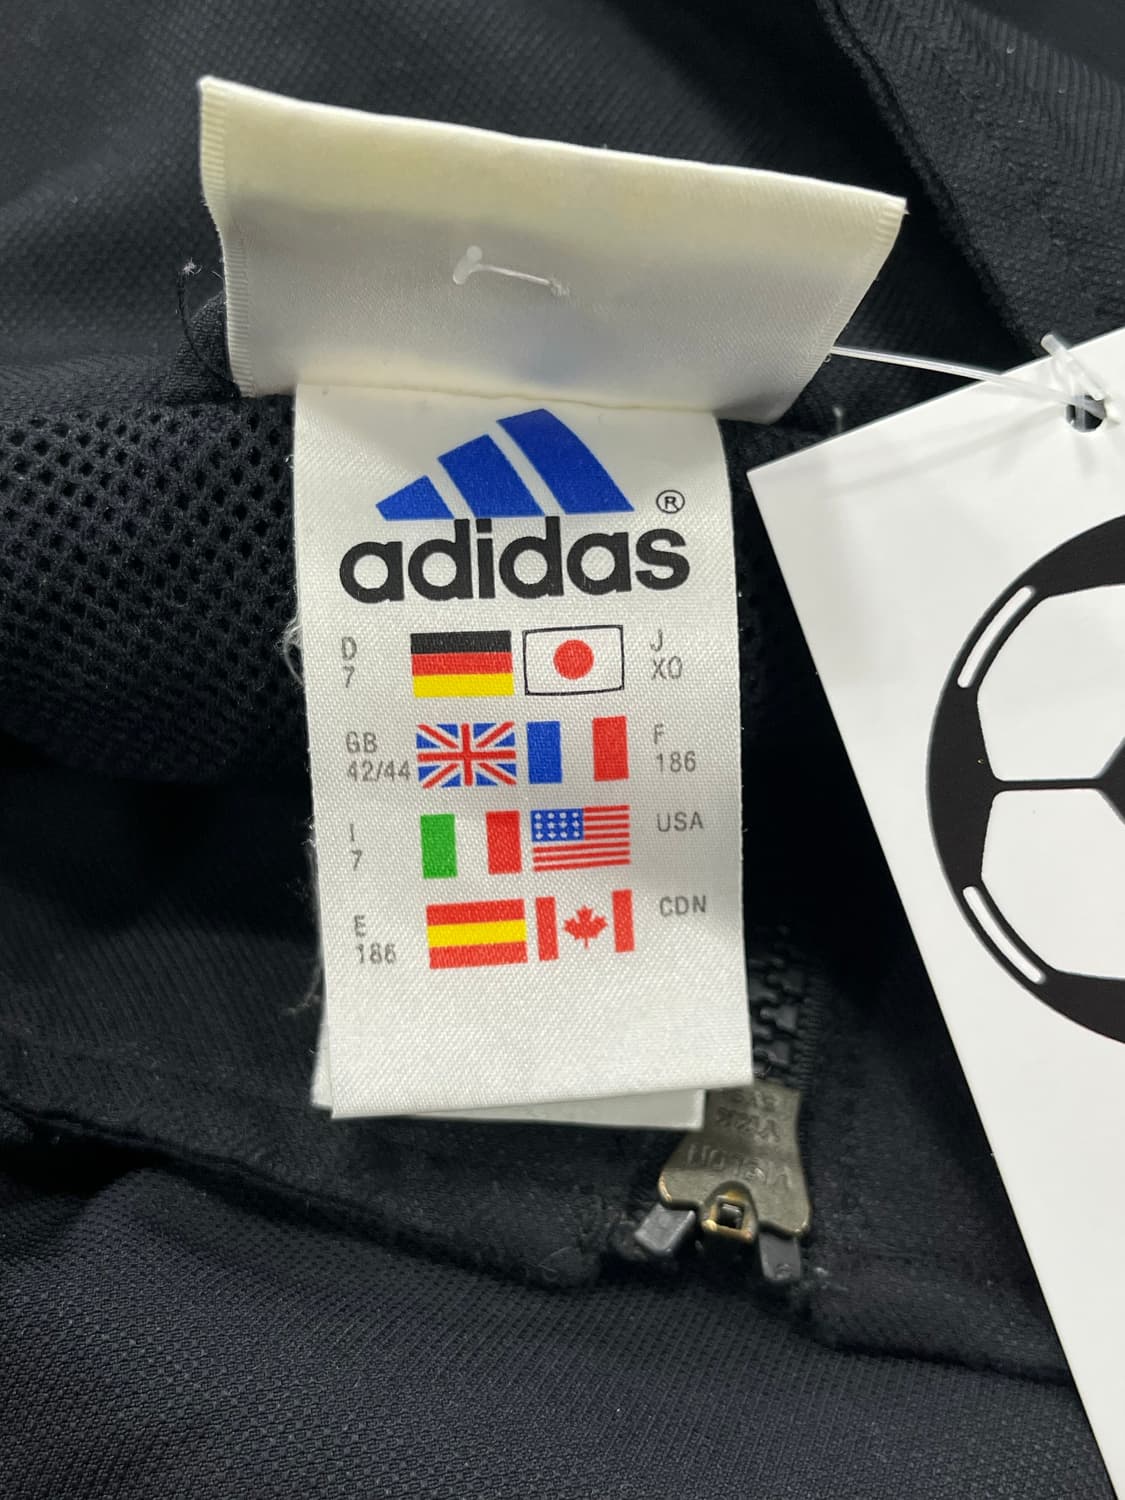 adidas®
D
7
J
XO
GB
42/44
F
186
I
7
USA
E
186
CDN